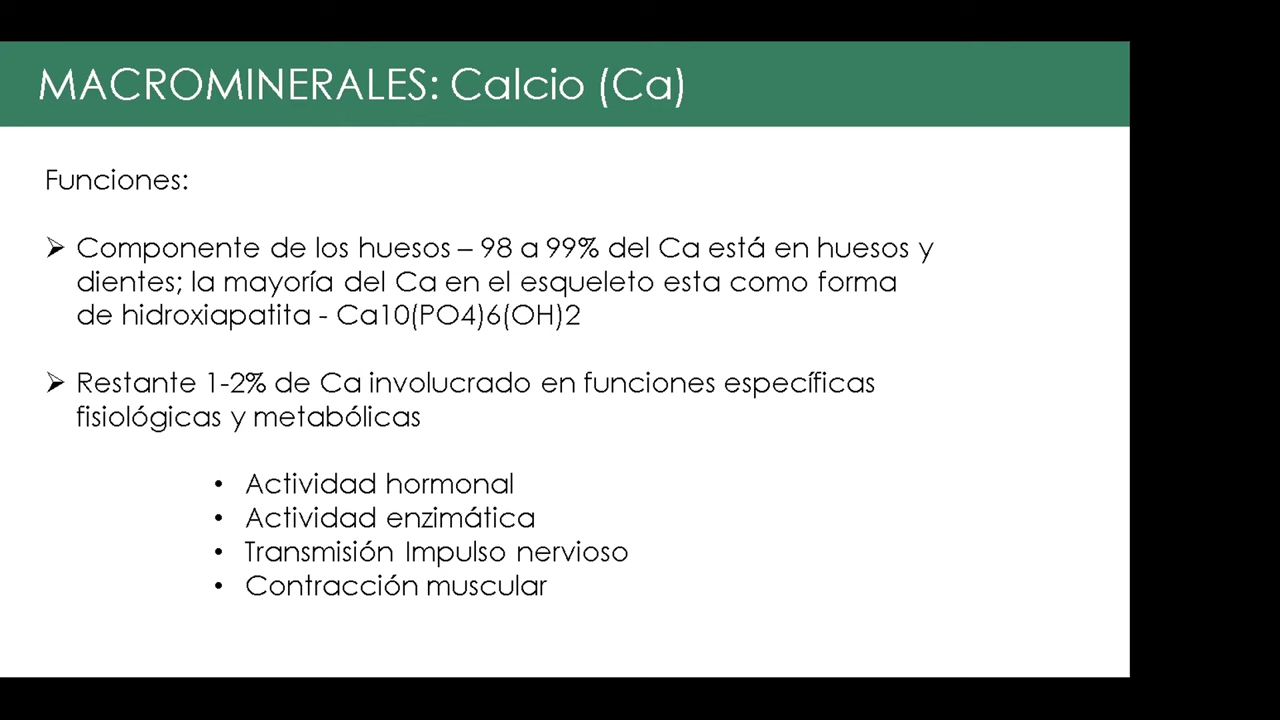 MACROMINERALES: Calcio (Ca)
Funciones:
➢ Componente de los huesos – 98 a 99% del Ca está en huesos y
dientes; la mayoría del Ca en el esqueleto esta como forma
de hidroxiapatita - Ca10(PO4)6(OH)2
➢ Restante 1-2% de Ca involucrado en funciones específicas
fisiológicas y metabólicas
• Actividad hormonal
• Actividad enzimática
• Transmisión Impulso nervioso
• Contracción muscular